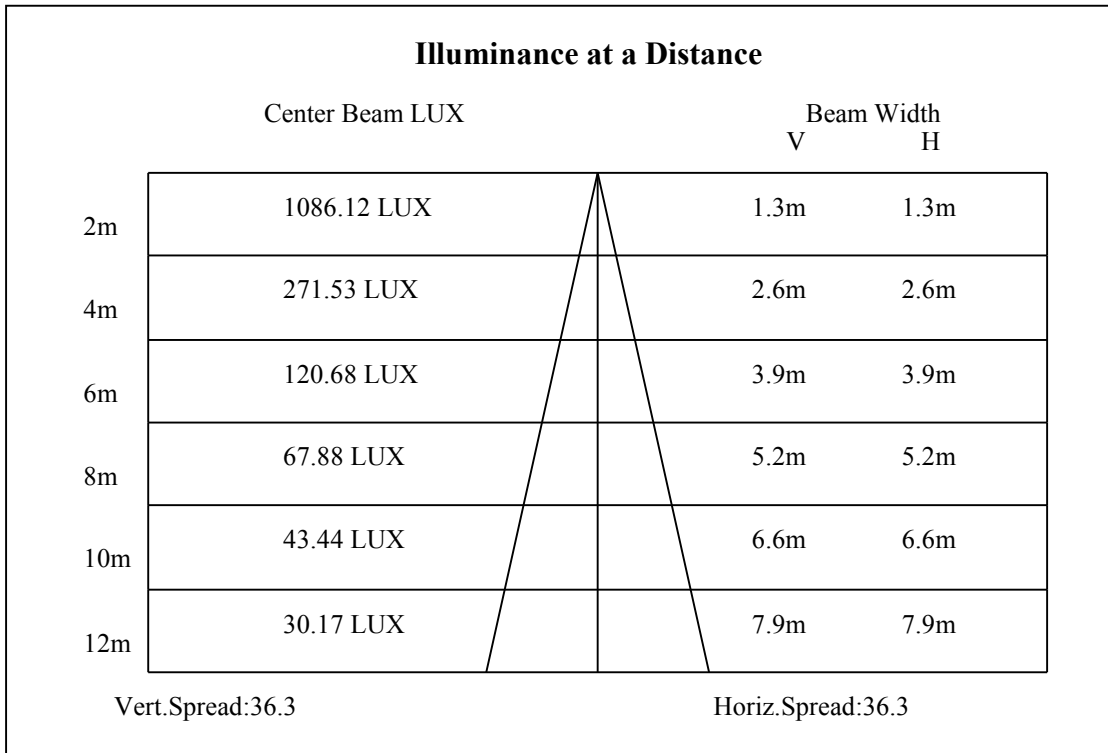 Illuminance at a Distance
Center Beam LUX Beam Width
V H
2m 1086.12 LUX 1.3m 1.3m
4m 271.53 LUX 2.6m 2.6m
6m 120.68 LUX 3.9m 3.9m
8m 67.88 LUX 5.2m 5.2m
10m 43.44 LUX 6.6m 6.6m
12m 30.17 LUX 7.9m 7.9m
Vert.Spread:36.3 Horiz.Spread:36.3